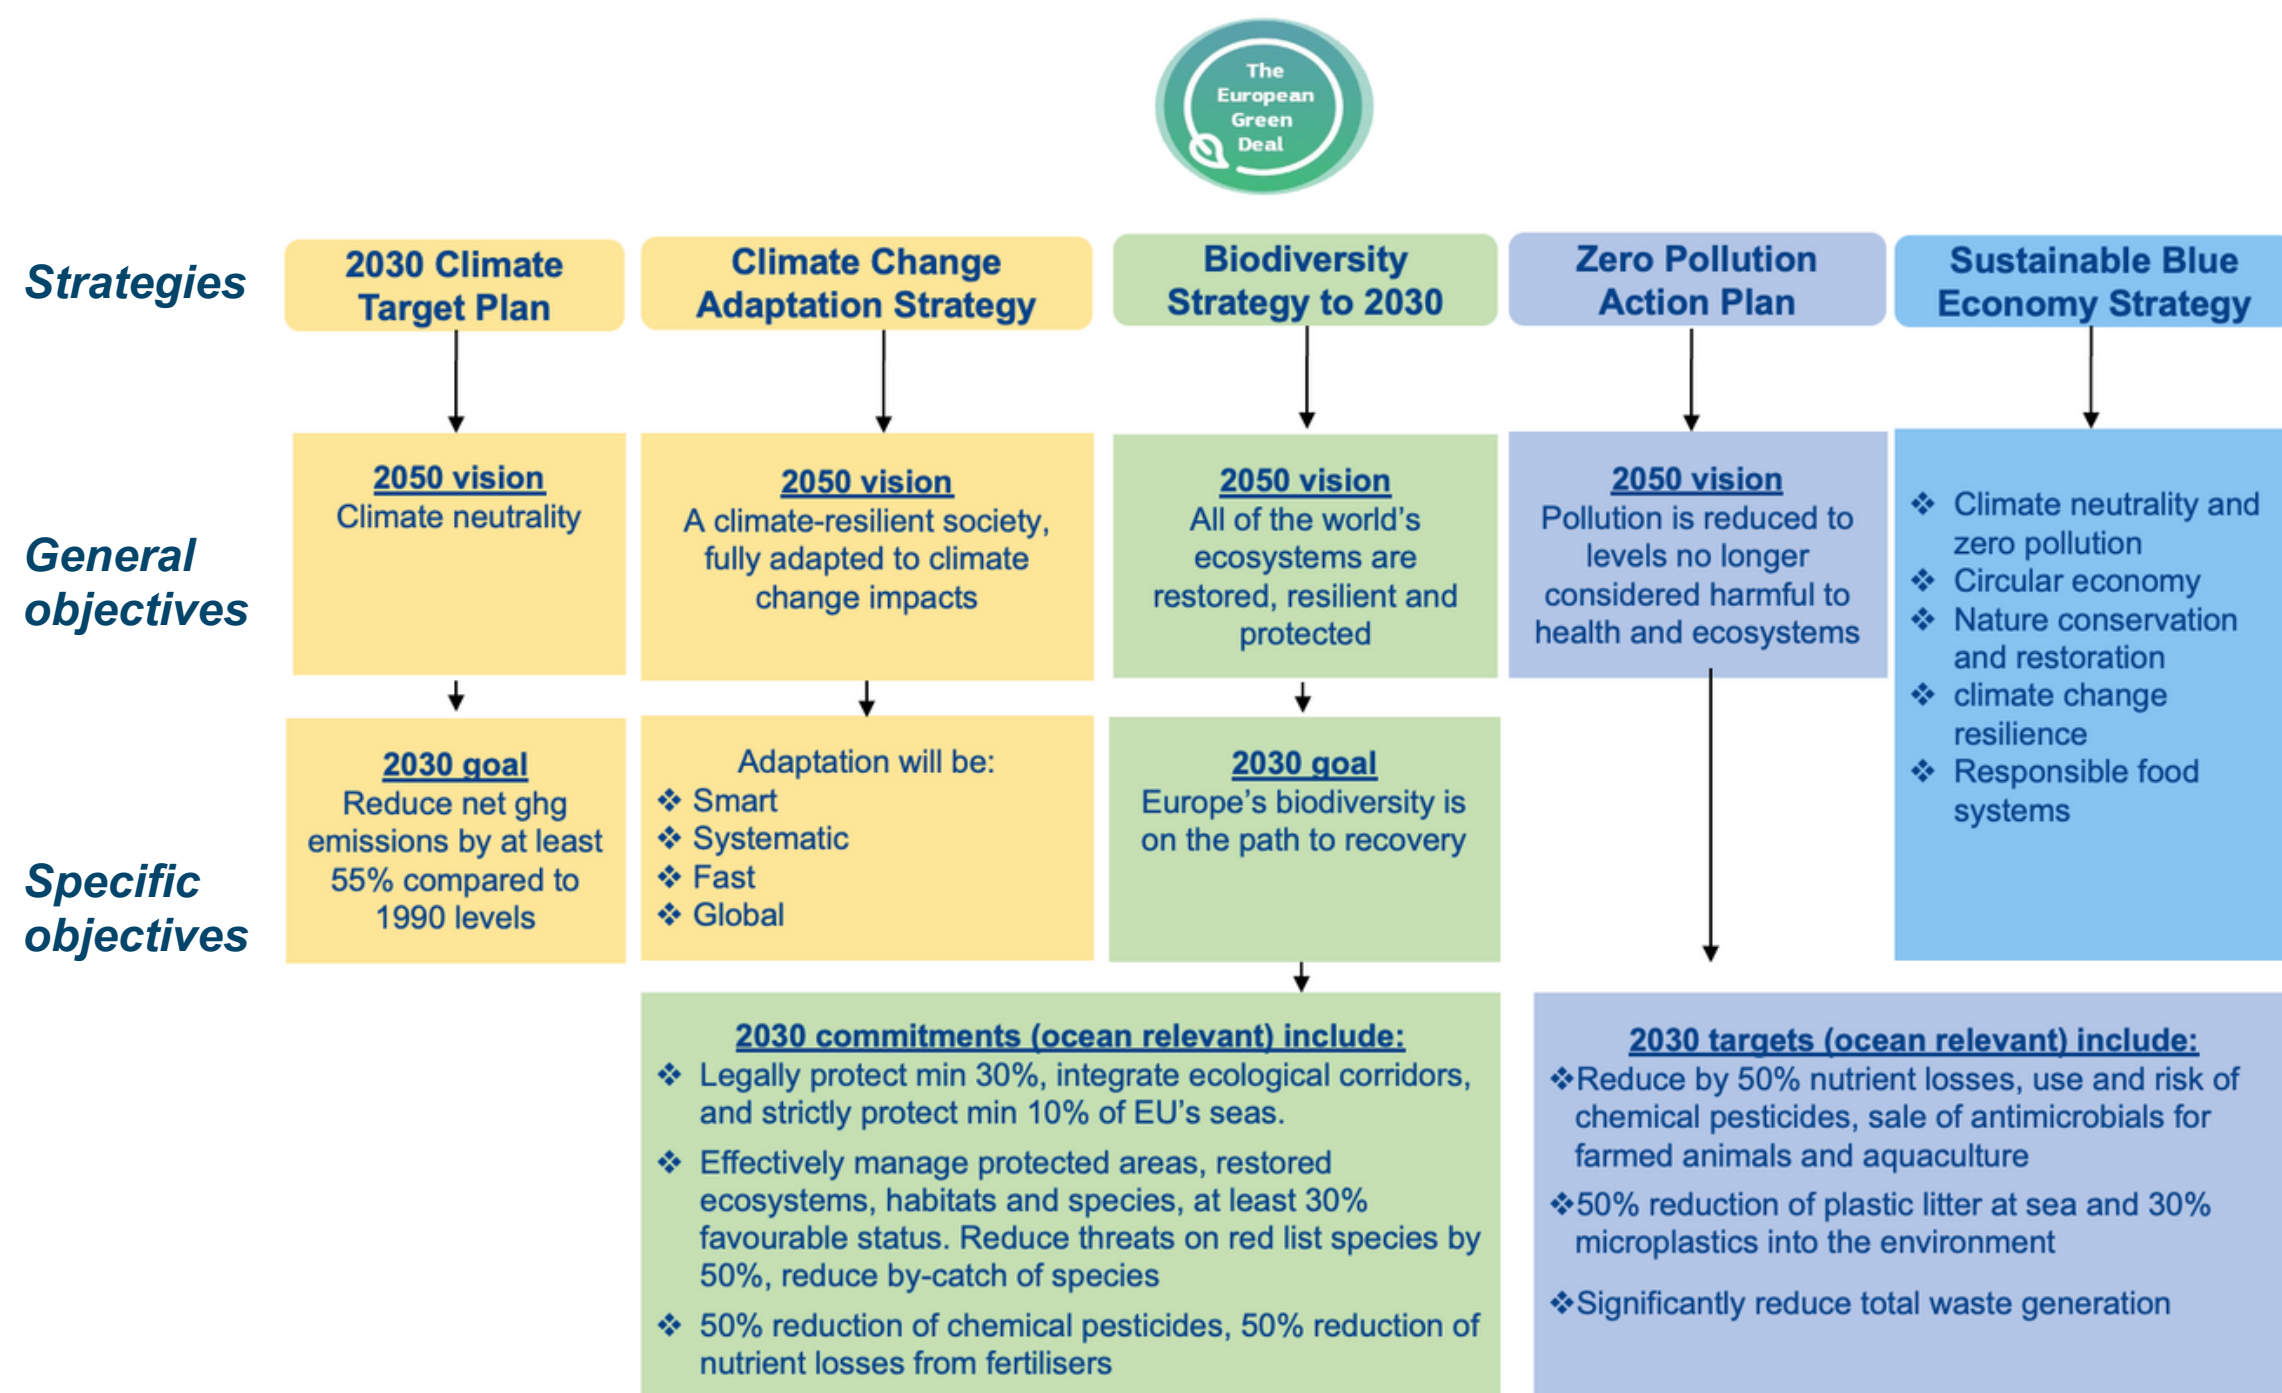 The
European
Green
Deal
Strategies
2030 Climate
Target Plan
Climate Change
Adaptation Strategy
Biodiversity
Strategy to 2030
Zero Pollution
Action Plan
Sustainable Blue
Economy Strategy
General
objectives
2050 vision
Climate neutrality
2050 vision
A climate-resilient society,
fully adapted to climate
change impacts
2050 vision
All of the world's
ecosystems are
restored, resilient and
protected
2050 vision
Pollution is reduced to
levels no longer
considered harmful to
health and ecosystems
❖ Climate neutrality and
zero pollution
❖ Circular economy
❖ Nature conservation
and restoration
❖ climate change
resilience
❖ Responsible food
systems
Specific
objectives
2030 goal
Reduce net ghg
emissions by at least
55% compared to
1990 levels
Adaptation will be:
❖ Smart
❖ Systematic
❖ Fast
❖ Global
2030 goal
Europe's biodiversity is
on the path to recovery
2030 commitments (ocean relevant) include:
❖ Legally protect min 30%, integrate ecological corridors,
and strictly protect min 10% of EU's seas.
❖ Effectively manage protected areas, restored
ecosystems, habitats and species, at least 30%
favourable status. Reduce threats on red list species by
50%, reduce by-catch of species
❖ 50% reduction of chemical pesticides, 50% reduction of
nutrient losses from fertilisers
2030 targets (ocean relevant) include:
❖Reduce by 50% nutrient losses, use and risk of
chemical pesticides, sale of antimicrobials for
farmed animals and aquaculture
❖50% reduction of plastic litter at sea and 30%
microplastics into the environment
❖Significantly reduce total waste generation